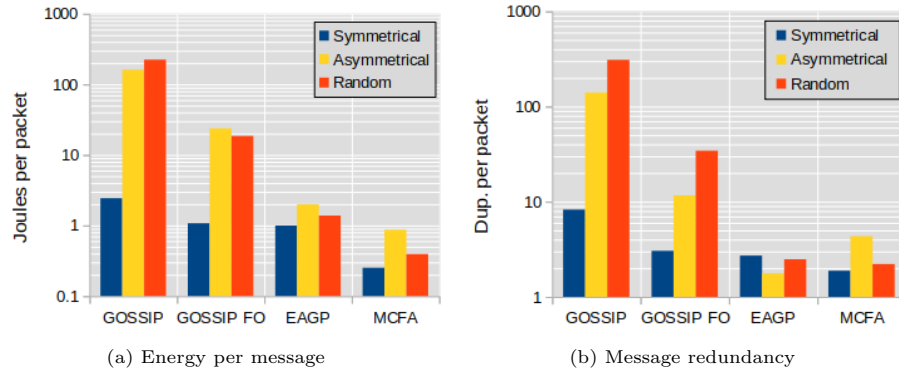 1000
100
10
1
0.1
Joules per packet
Symmetrical
Asymmetrical
Random
GOSSIP GOSSIP FO EAGP MCFA
(a) Energy per message
1000
100
10
1
Dup. per packet
Symmetrical
Asymmetrical
Random
GOSSIP GOSSIP FO EAGP MCFA
(b) Message redundancy